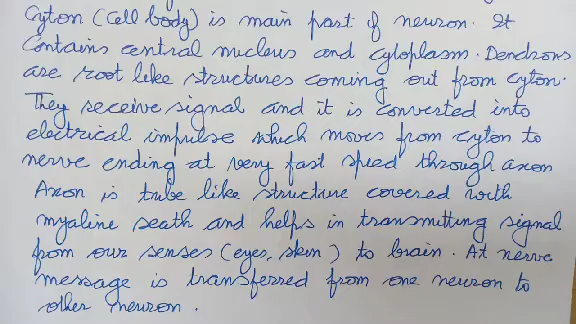 Cyton (Cell body) is main part of neuron. It
Contains central nucleus and cytoplasm. Dendrons
are root like structures coming out from Cyton.
They receive signal and it is converted into
electrical impulse which moves from cyton to
nerve ending at very fast speed through axon
Axon is tube like structure covered with
myaline seath and helps in transmitting signal
from our senses (eyes, skin) to brain. At nerve
message is transferred from one neuron to
other neuron.